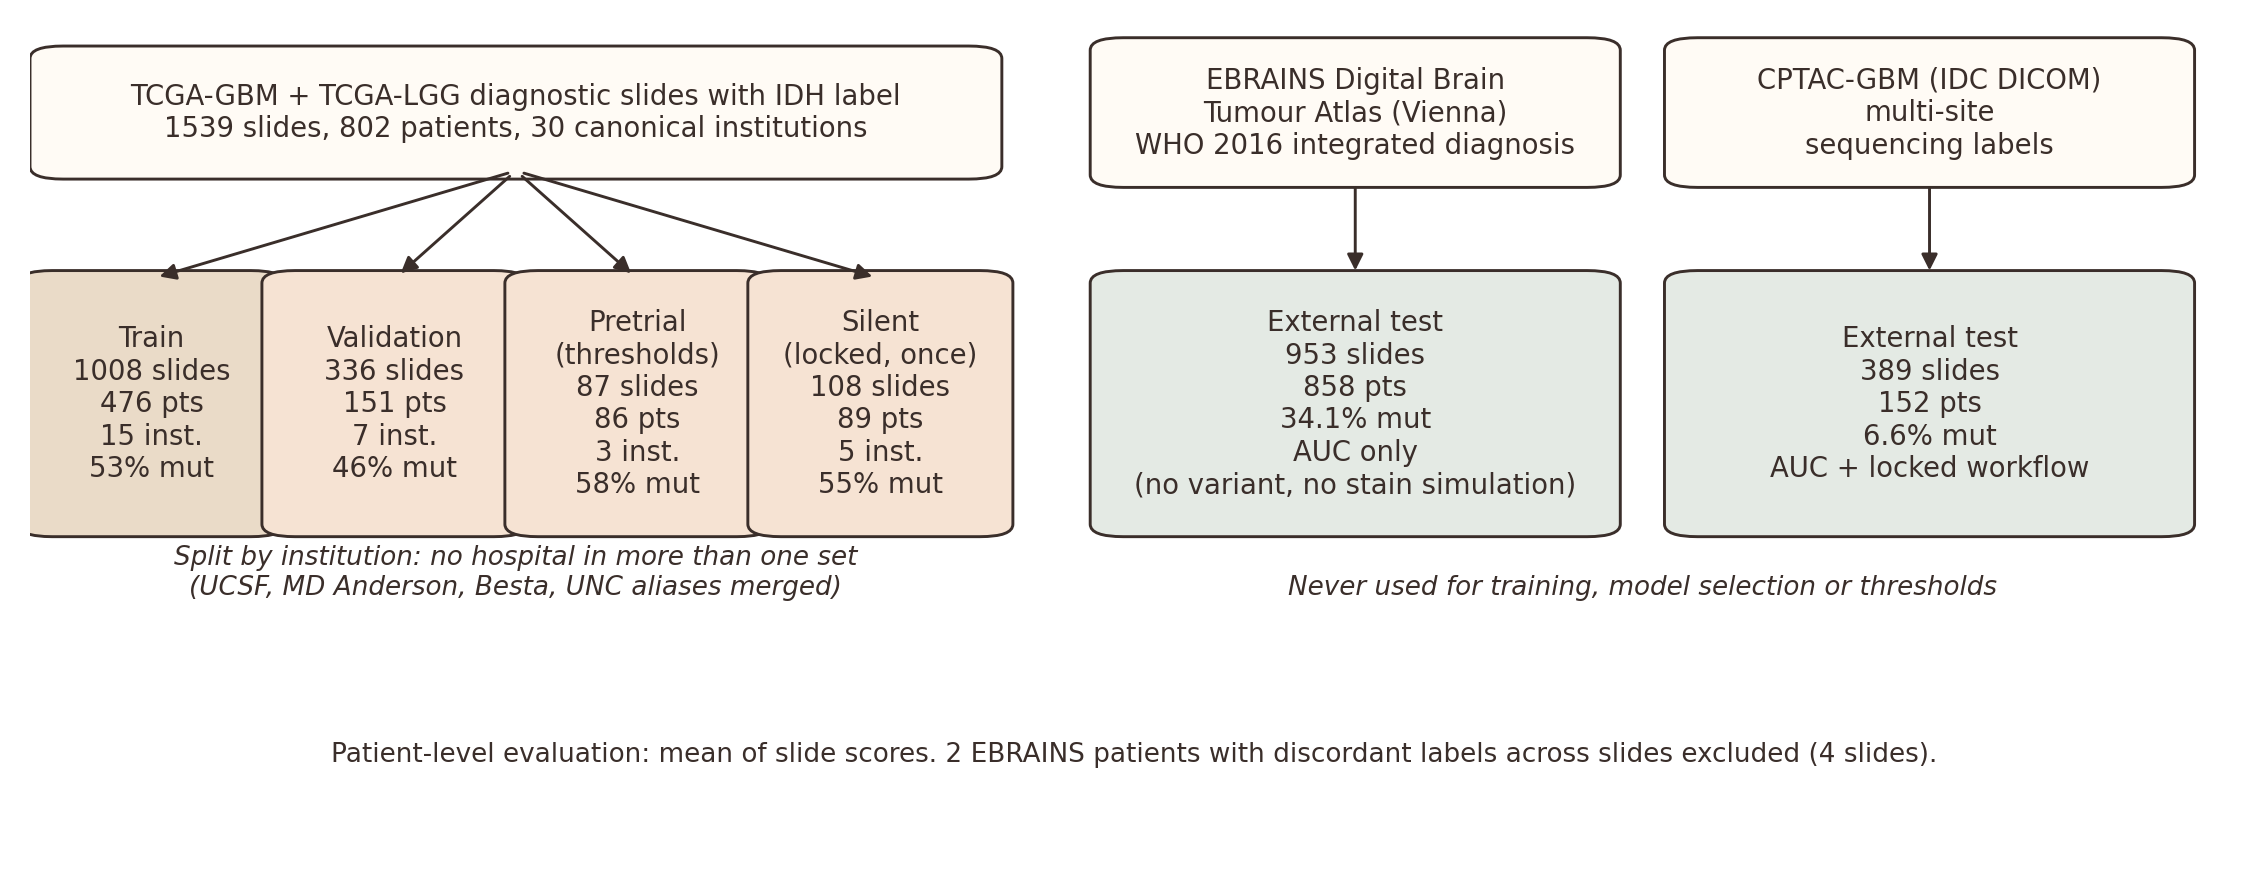 TCGA-GBM + TCGA-LGG diagnostic slides with IDH label
1539 slides, 802 patients, 30 canonical institutions
EBRAINS Digital Brain
Tumour Atlas (Vienna)
WHO 2016 integrated diagnosis
CPTAC-GBM (IDC DICOM)
multi-site
sequencing labels
Train
1008 slides
476 pts
15 inst.
53% mut
Validation
336 slides
151 pts
7 inst.
46% mut
Pretrial
(thresholds)
87 slides
86 pts
3 inst.
58% mut
Silent
(locked, once)
108 slides
89 pts
5 inst.
55% mut
External test
953 slides
858 pts
34.1% mut
AUC only
(no variant, no stain simulation)
External test
389 slides
152 pts
6.6% mut
AUC + locked workflow
Split by institution: no hospital in more than one set
(UCSF, MD Anderson, Besta, UNC aliases merged)
Never used for training, model selection or thresholds
Patient-level evaluation: mean of slide scores. 2 EBRAINS patients with discordant labels across slides excluded (4 slides).